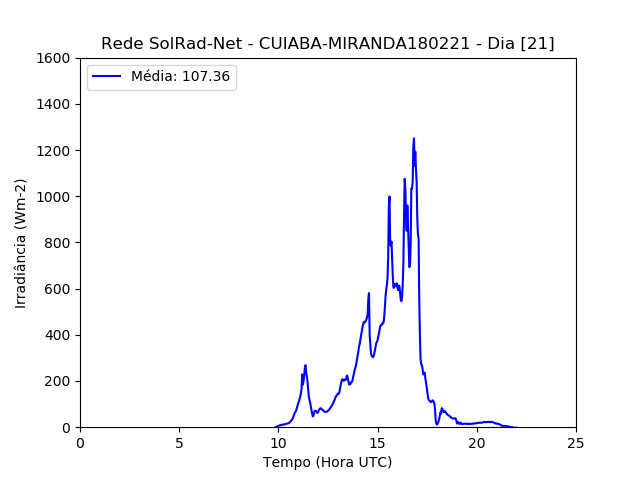 Rede SolRad-Net - CUIABA-MIRANDA180221 - Dia [21]
Média: 107.36
1600
1400
1200
1000
800
600
400
200
0
Irradiância (Wm-2)
0 5 10 15 20 25
Tempo (Hora UTC)